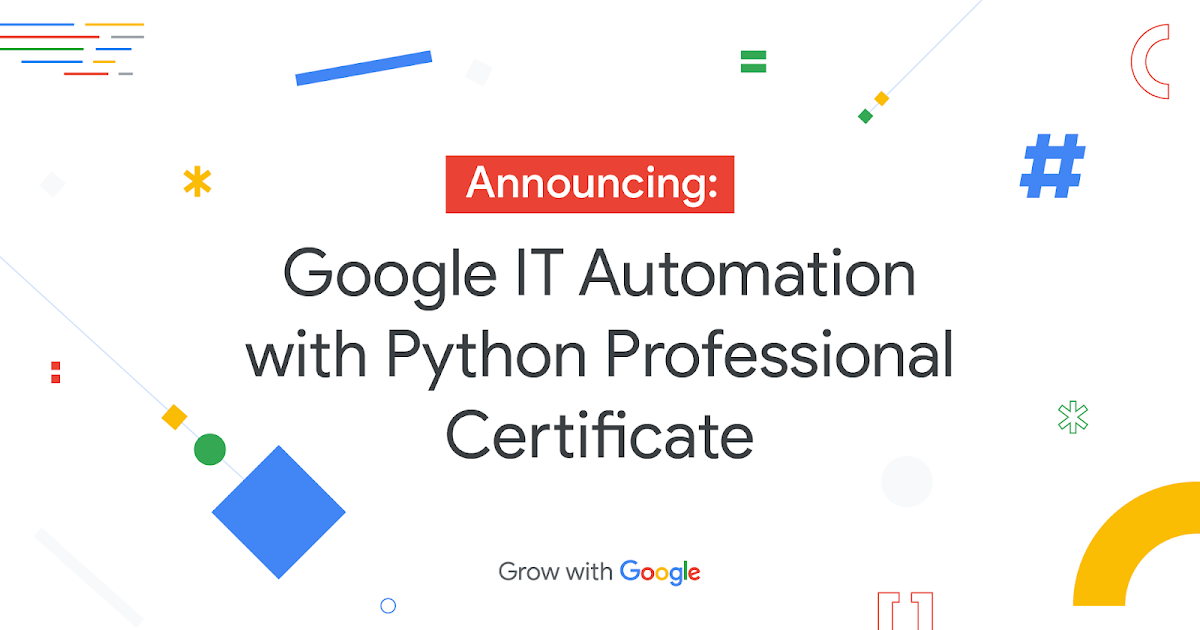 Announcing:
Google IT Automation
with Python Professional
Certificate
Grow with Google